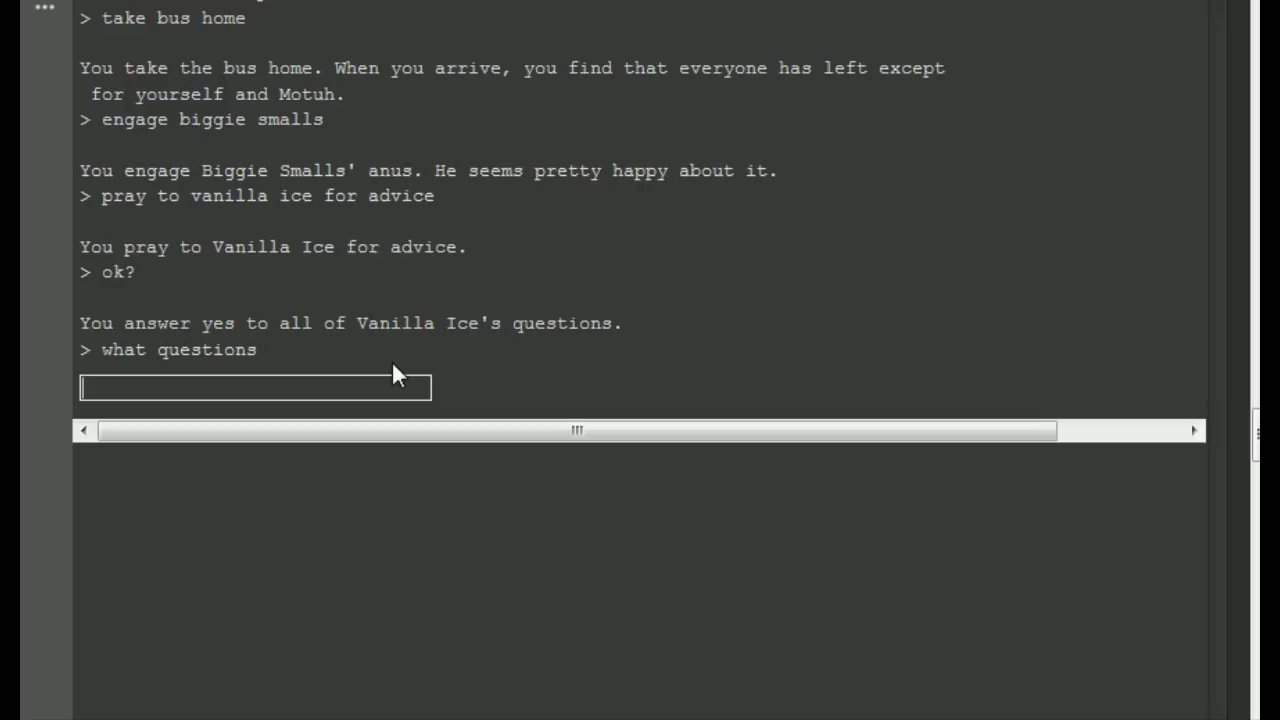 > take bus home
You take the bus home. When you arrive, you find that everyone has left except
for yourself and Motuh.
> engage biggie smalls
You engage Biggie Smalls' anus. He seems pretty happy about it.
> pray to vanilla ice for advice
You pray to Vanilla Ice for advice.
> ok?
You answer yes to all of Vanilla Ice's questions.
> what questions